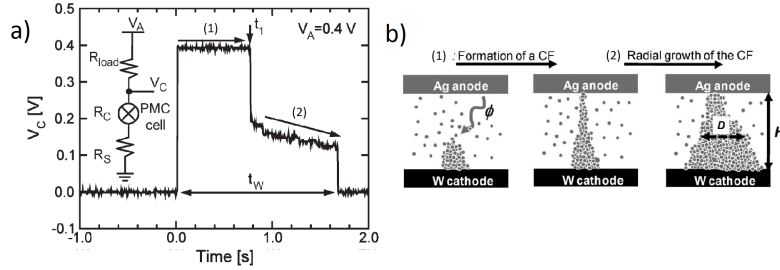 a)
V_A
R_load
V_C
R_C
PMC
cell
R_S
V_C [V]
0.5
0.4
0.3
0.2
0.1
0.0
-0.1
(1)
t_1
V_A=0.4 V
(2)
t_W
-1.0
0.0
1.0
2.0
Time [s]
b)
(1) : Formation of a CF
(2) Radial growth of the CF
Ag anode
ϕ
W cathode
Ag anode
W cathode
Ag anode
D
W cathode